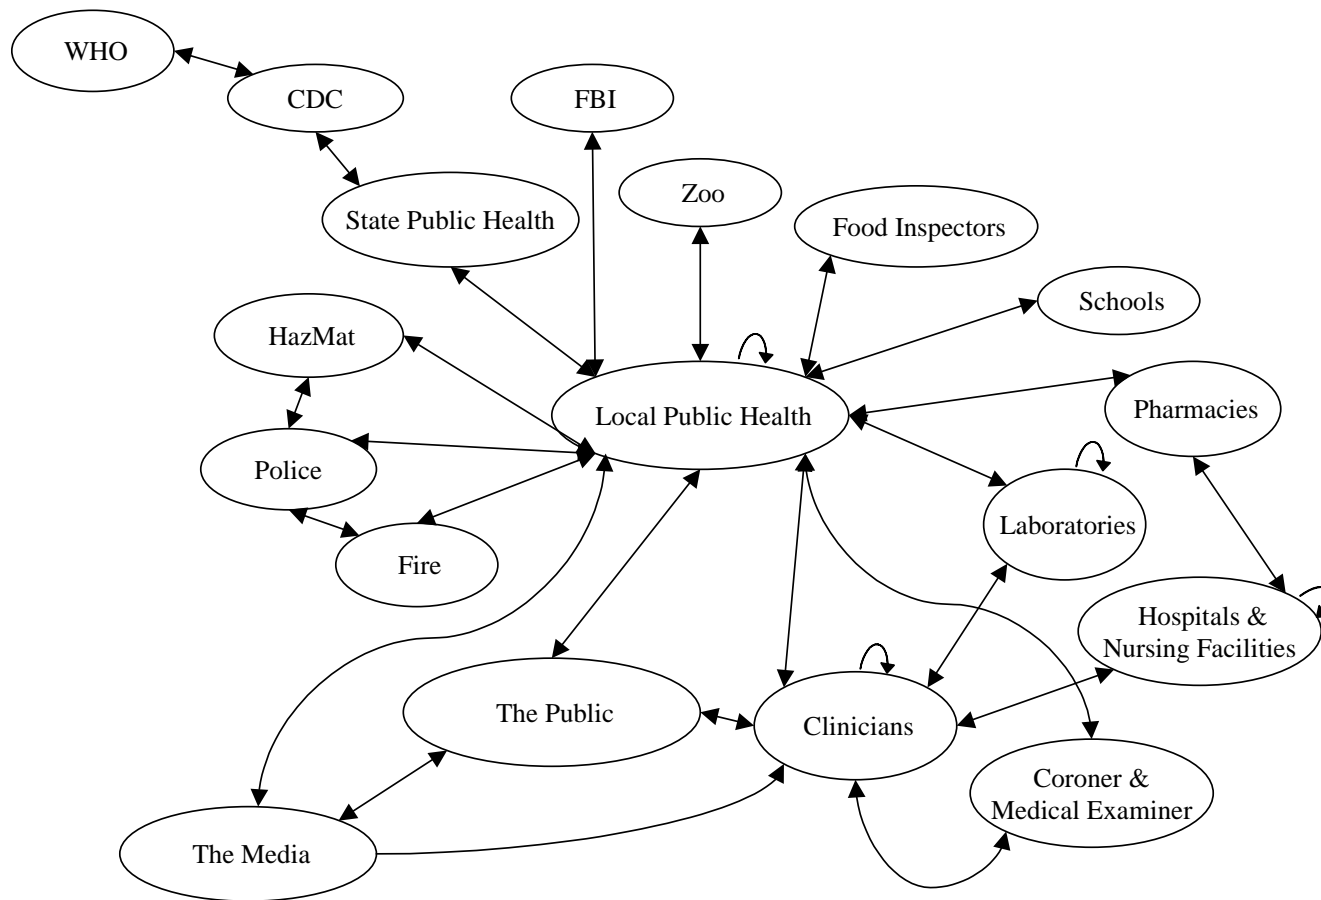 WHO
CDC
FBI
Zoo
State Public Health
Food Inspectors
Schools
HazMat
Local Public Health
Pharmacies
Police
Laboratories
Fire
Hospitals &
Nursing Facilities
The Public
Clinicians
Coroner &
Medical Examiner
The Media